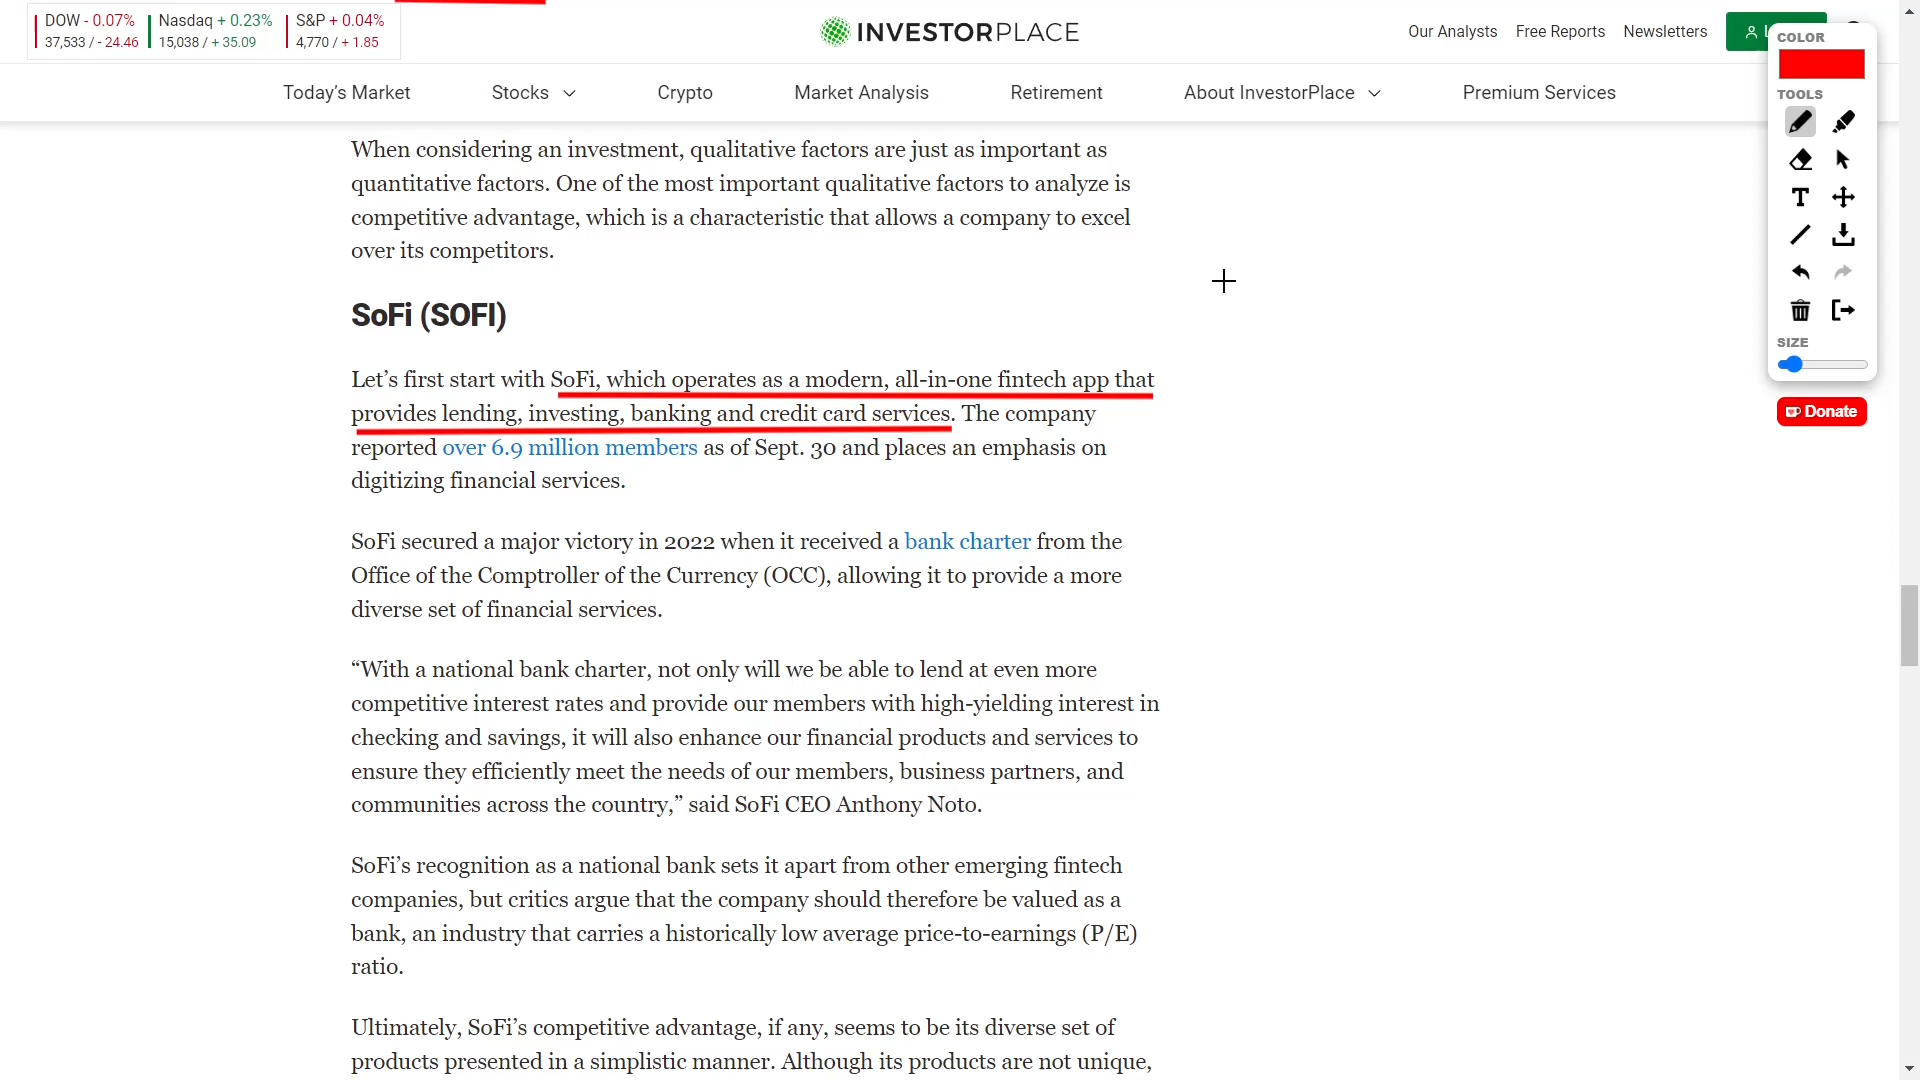 DOW - 0.07%
37,533 / - 24.46
Nasdaq + 0.23%
15,038 / + 35.09
S&P + 0.04%
4,770 / + 1.85
INVESTORPLACE
Our Analysts Free Reports Newsletters
Today’s Market Stocks Crypto Market Analysis Retirement About InvestorPlace Premium Services
COLOR
TOOLS
SIZE
Donate
When considering an investment, qualitative factors are just as important as
quantitative factors. One of the most important qualitative factors to analyze is
competitive advantage, which is a characteristic that allows a company to excel
over its competitors.
SoFi (SOFI)
Let’s first start with SoFi, which operates as a modern, all-in-one fintech app that
provides lending, investing, banking and credit card services. The company
reported over 6.9 million members as of Sept. 30 and places an emphasis on
digitizing financial services.
SoFi secured a major victory in 2022 when it received a bank charter from the
Office of the Comptroller of the Currency (OCC), allowing it to provide a more
diverse set of financial services.
“With a national bank charter, not only will we be able to lend at even more
competitive interest rates and provide our members with high-yielding interest in
checking and savings, it will also enhance our financial products and services to
ensure they efficiently meet the needs of our members, business partners, and
communities across the country,” said SoFi CEO Anthony Noto.
SoFi’s recognition as a national bank sets it apart from other emerging fintech
companies, but critics argue that the company should therefore be valued as a
bank, an industry that carries a historically low average price-to-earnings (P/E)
ratio.
Ultimately, SoFi’s competitive advantage, if any, seems to be its diverse set of
products presented in a simplistic manner. Although its products are not unique,